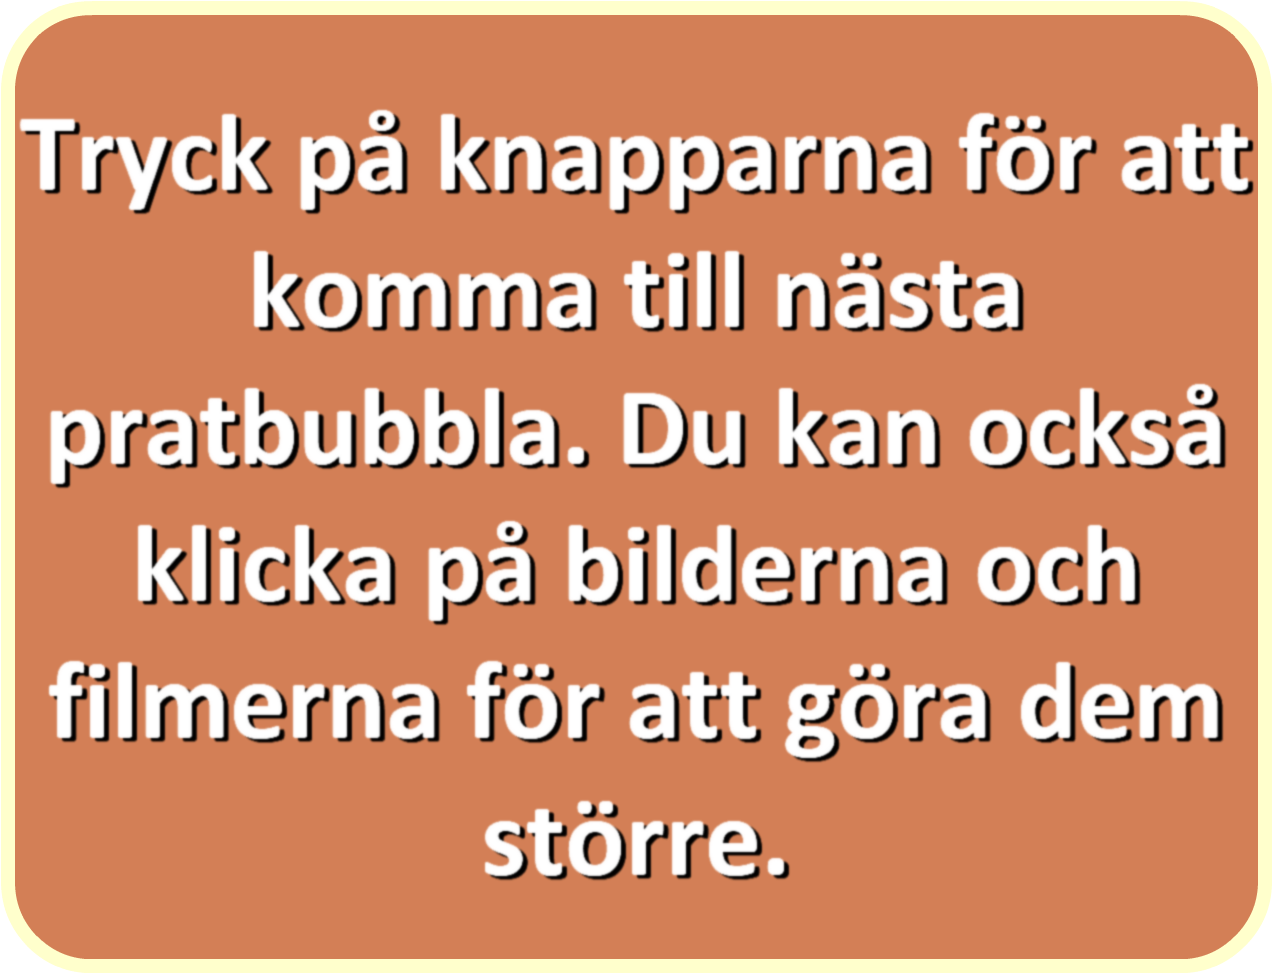 Tryck på knapparna för att
komma till nästa
pratbubbla. Du kan också
klicka på bilderna och
filmerna för att göra dem
större.